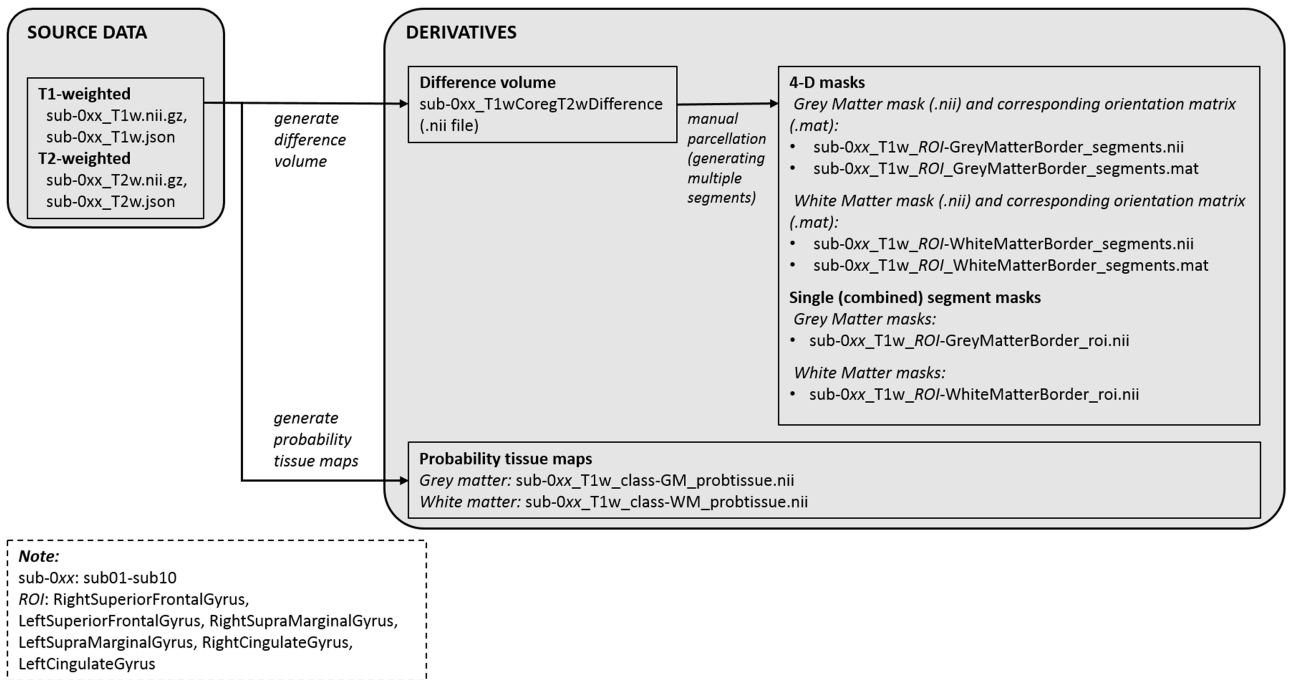 SOURCE DATA
T1-weighted
sub-0xx_T1w.nii.gz,
sub-0xx_T1w.json
T2-weighted
sub-0xx_T2w.nii.gz,
sub-0xx_T2w.json
generate
difference
volume
generate
probability
tissue maps
DERIVATIVES
Difference volume
sub-0xx_T1wCoregT2wDifference
(.nii file)
manual
parcellation
(generating
multiple
segments)
4-D masks
Grey Matter mask (.nii) and corresponding orientation matrix
(.mat):
• sub-0xx_T1w_ROI-GreyMatterBorder_segments.nii
• sub-0xx_T1w_ROI_GreyMatterBorder_segments.mat
White Matter mask (.nii) and corresponding orientation matrix
(.mat):
• sub-0xx_T1w_ROI-WhiteMatterBorder_segments.nii
• sub-0xx_T1w_ROI_WhiteMatterBorder_segments.mat
Single (combined) segment masks
Grey Matter masks:
• sub-0xx_T1w_ROI-GreyMatterBorder_roi.nii
White Matter masks:
• sub-0xx_T1w_ROI-WhiteMatterBorder_roi.nii
Probability tissue maps
Grey matter: sub-0xx_T1w_class-GM_probtissue.nii
White matter: sub-0xx_T1w_class-WM_probtissue.nii
Note:
sub-0xx: sub01-sub10
ROI: RightSuperiorFrontalGyrus,
LeftSuperiorFrontalGyrus, RightSupraMarginalGyrus,
LeftSupraMarginalGyrus, RightCingulateGyrus,
LeftCingulateGyrus